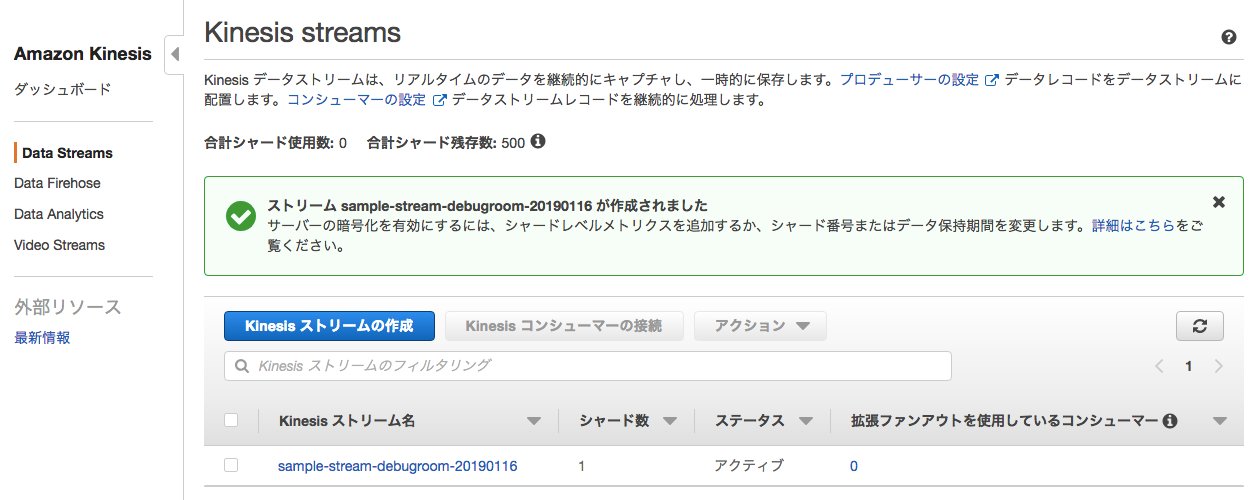 Amazon Kinesis
ダッシュボード
Data Streams
Data Firehose
Data Analytics
Video Streams
外部リソース
最新情報
Kinesis streams
Kinesis データストリームは、リアルタイムのデータを継続的にキャプチャし、一時的に保存します。プロデューサーの設定 データレコードをデータストリームに
配置します。コンシューマーの設定 データストリームレコードを継続的に処理します。
合計シャード使用数: 0 合計シャード残存数: 500
ストリーム sample-stream-debugroom-20190116 が作成されました
サーバーの暗号化を有効にするには、シャードレベルメトリクスを追加するか、シャード番号またはデータ保持期間を変更します。詳細はこちらをご
覧ください。
Kinesis ストリームの作成 Kinesis コンシューマーの接続 アクション
Kinesis ストリームのフィルタリング
1
Kinesis ストリーム名 シャード数 ステータス 拡張ファンアウトを使用しているコンシューマー
sample-stream-debugroom-20190116 1 アクティブ 0